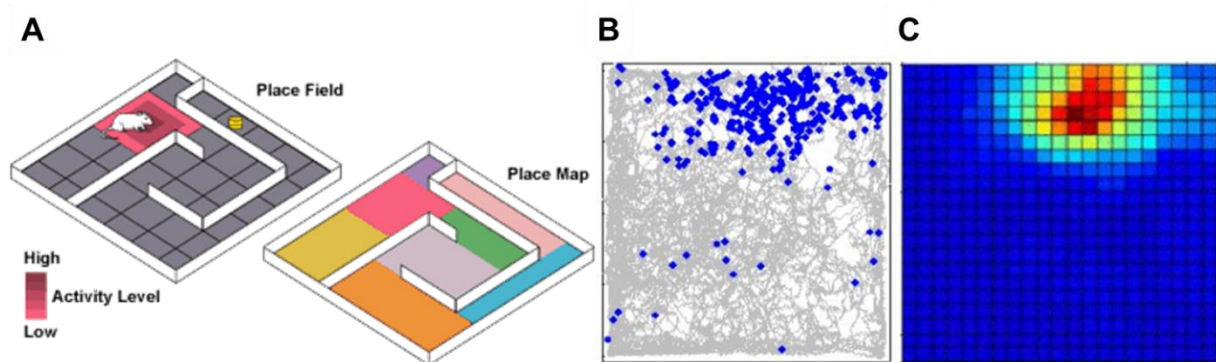 A
B
C
Place Field
Place Map
High
Activity Level
Low